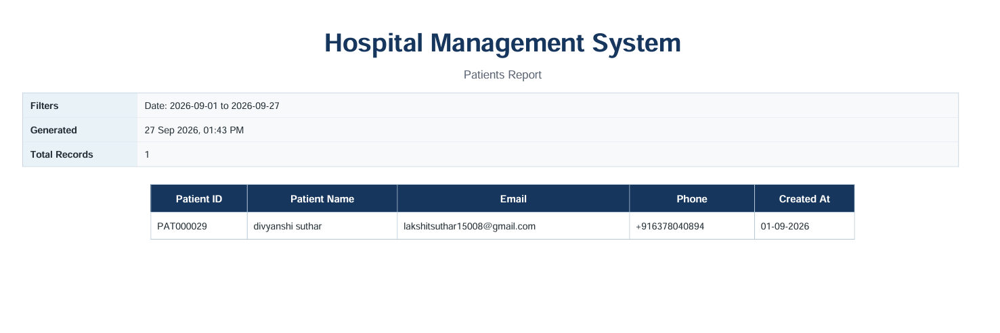 Hospital Management System
Patients Report
Filters Date: 2026-09-01 to 2026-09-27
Generated 27 Sep 2026, 01:43 PM
Total Records 1
Patient ID Patient Name Email Phone Created At
PAT000029 divyanshi suthar lakshitsuthar15008@gmail.com +916378040894 01-09-2026